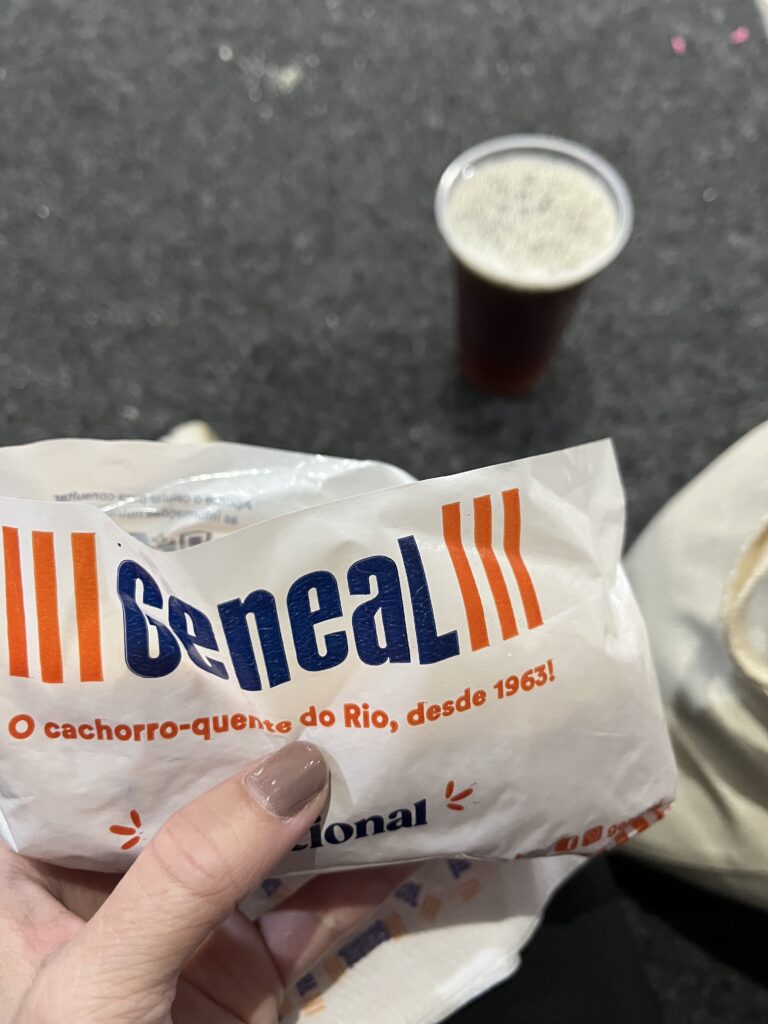 Geneal
O cachorro-quente do Rio, desde 1963!
cional